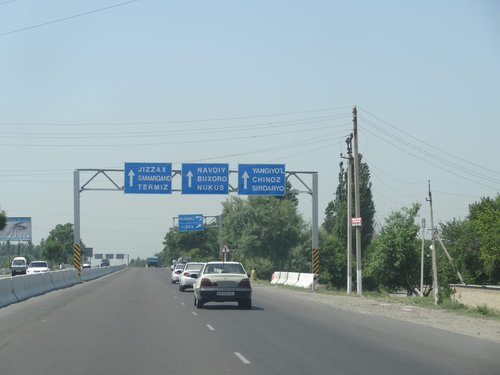 JIZZAX
SAMARQAND
TERMIZ
NAVOIY
BUXORO
NUKUS
YANGIYO'L
CHINOZ
SIRDARYO